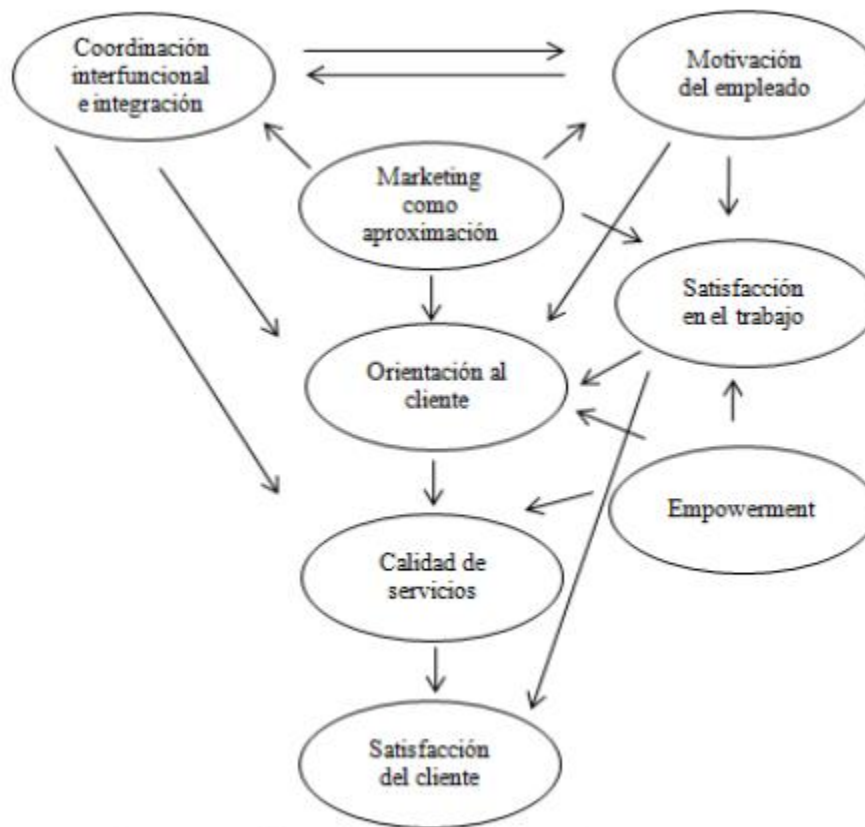 Coordinación
interfuncional
e integración
Motivación
del empleado
Marketing
como
aproximación
Satisfacción
en el trabajo
Orientación al
cliente
Empowerment
Calidad de
servicios
Satisfacción
del cliente